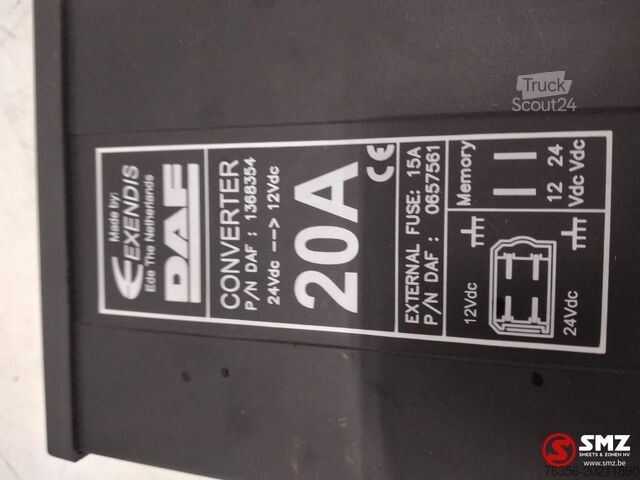 Made by:
EXENDIS
Ede The Netherlands
DAF
CONVERTER
P/N DAF : 1368354
24Vdc --> 12Vdc
20A
CE
EXTERNAL FUSE: 15A
P/N DAF : 0657561
Memory
12 24
Vdc Vdc
12Vdc
24Vdc
Truck
Scout24
SMZ
SMEETS & ZONEN NV
www.smz.be